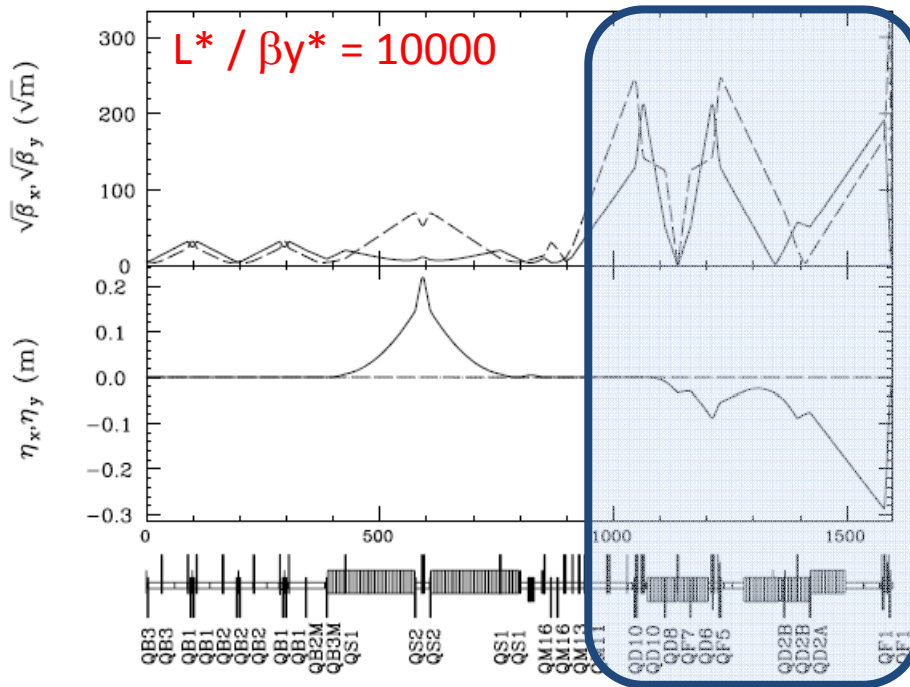 L* / βy* = 10000
√βx,√βy (√m)
300
200
100
0
ηx,ηy (m)
0.2
0.1
0.0
−0.1
−0.2
−0.3
0
500
1000
1500
QB3
QB3
QB1
QB1
QB2
QB2
QB1
QB1
QB2M
QB3M
QS1
QS2
QS2
QS1
QS1
QM16
QM16
QM13
QM11
QD10
QD10
QD8
QF7
QD6
QF5
QD2B
QD2B
QD2A
QF1
QF1